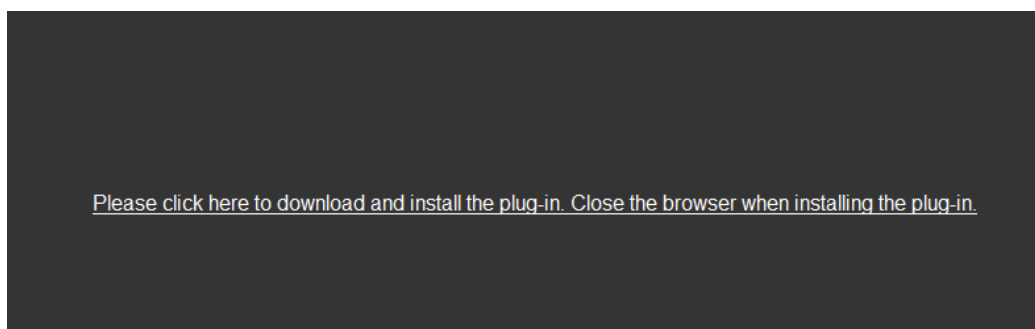 Please click here to download and install the plug-in. Close the browser when installing the plug-in.